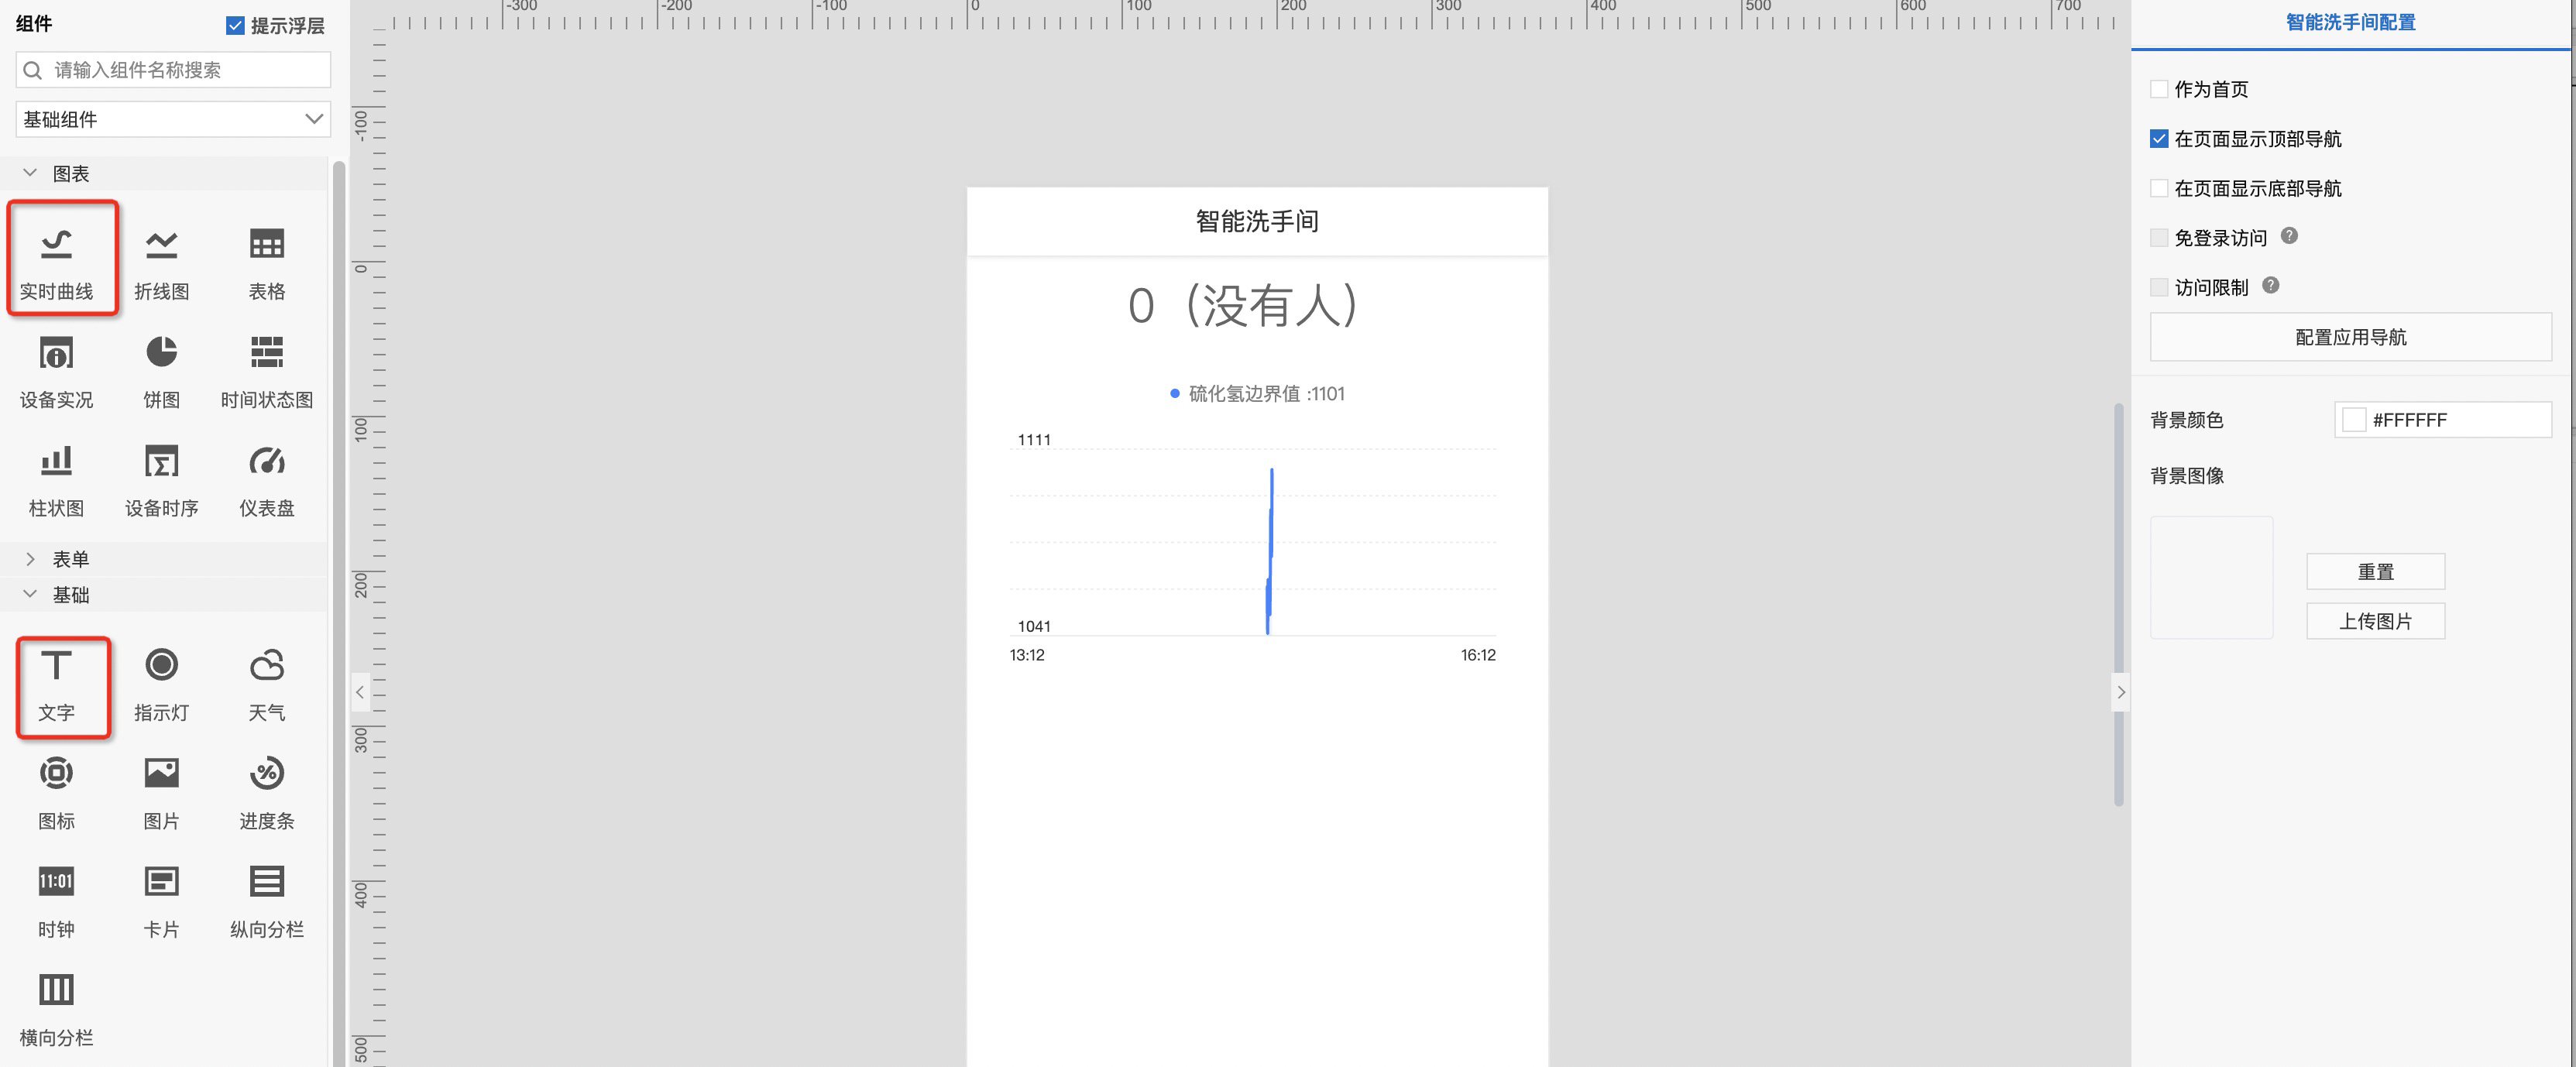 组件
提示浮层
请输入组件名称搜索
基础组件
图表
实时曲线 折线图 表格
设备实况 饼图 时间状态图
柱状图 设备时序 仪表盘
表单
基础
文字 指示灯 天气
图标 图片 进度条
11:01
时钟 卡片 纵向分栏
横向分栏
-300 -200 -100 0 100 200 300 400 500 600 700
-100
0
100
200
300
400
500
智能洗手间
0（没有人）
硫化氢边界值 :1101
1111
1041
13:12 16:12
智能洗手间配置
作为首页
在页面显示顶部导航
在页面显示底部导航
免登录访问 ?
访问限制 ?
配置应用导航
背景颜色 #FFFFFF
背景图像
重置
上传图片